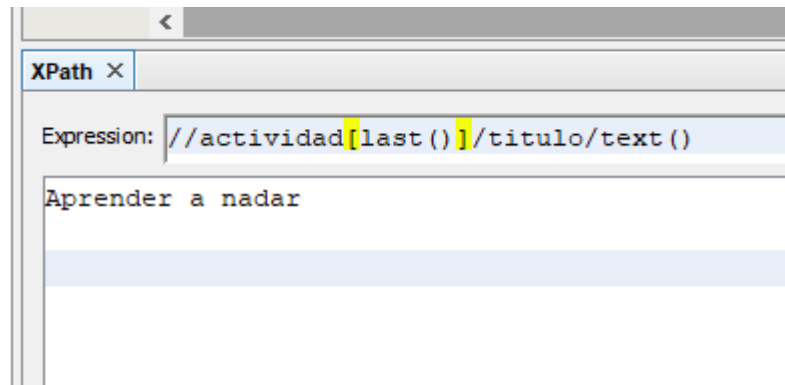 XPath
Expression: //actividad[last()]/titulo/text()
Aprender a nadar